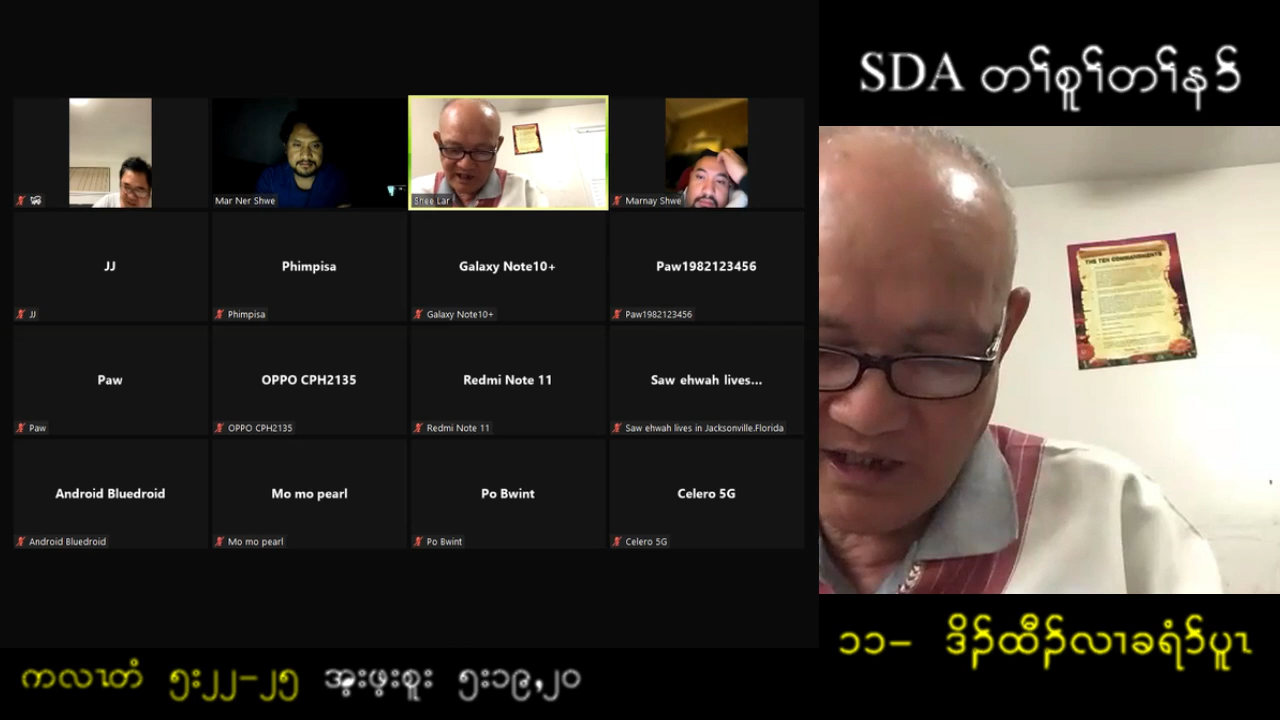 SDA တၢ်စူၢ်တၢ်နာ်
THE TEN COMMANDMENTS
Mar Ner Shwe
Shee Lar
Marnay Shwe
JJ
Phimpisa
Galaxy Note10+
Paw1982123456
JJ
Phimpisa
Galaxy Note10+
Paw1982123456
Paw
OPPO CPH2135
Redmi Note 11
Saw ehwah lives...
Paw
OPPO CPH2135
Redmi Note 11
Saw ehwah lives in Jacksonville.Florida
Android Bluedroid
Mo mo pearl
Po Bwint
Celero 5G
Android Bluedroid
Mo mo pearl
Po Bwint
Celero 5G
၁၁– ဒိၣ်ထီၣ်လၢခရံာ်ပူၤ
ကလၤတံ ၅း၂၂–၂၅ အ့းဖ့းစူး ၅း၁၉,၂၀